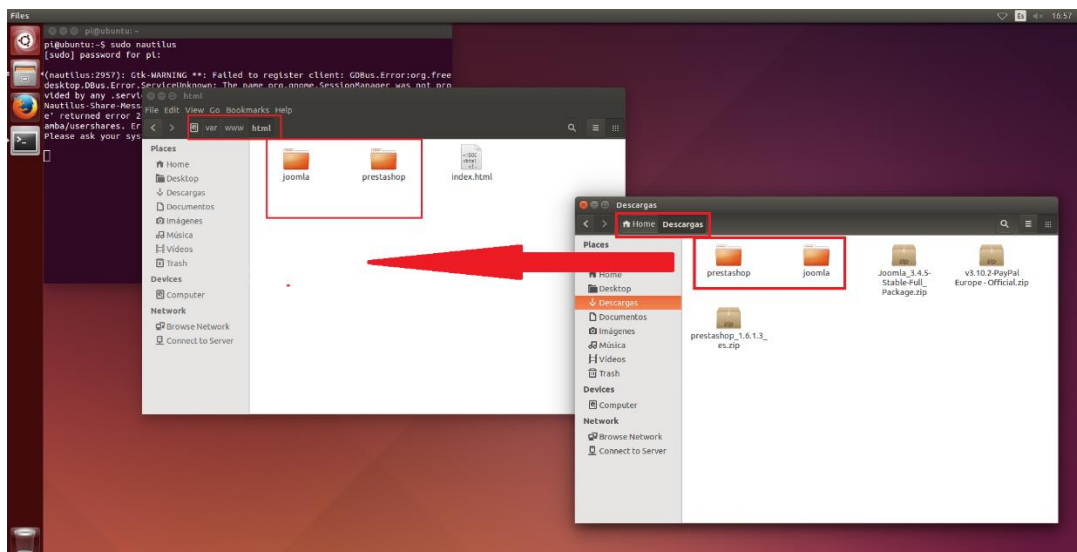 Files
Es
16:57
pi@ubuntu: ~
pi@ubuntu:~$ sudo nautilus
[sudo] password for pi:
(nautilus:2957): Gtk-WARNING **: Failed to register client: GDBus.Error:org.free
desktop.DBus.Error.ServiceUnknown: The name org.gnome.SessionManager was not pro
vided by any .servi
Nautilus-Share-Mess
e' returned error 2
amba/usershares. Er
Please ask your sys
html
File Edit View Go Bookmarks Help
var www html
Places
Home
Desktop
Descargas
Documentos
Imágenes
Música
Vídeos
Trash
Devices
Computer
Network
Browse Network
Connect to Server
joomla
prestashop
index.html
Descargas
Home Descargas
Places
Home
Desktop
Descargas
Documentos
Imágenes
Música
Vídeos
Trash
Devices
Computer
Network
Browse Network
Connect to Server
prestashop
joomla
Joomla_3.4.5-
Stable-Full_
Package.zip
v3.10.2-PayPal
Europe - Official.zip
prestashop_1.6.1.3_
es.zip